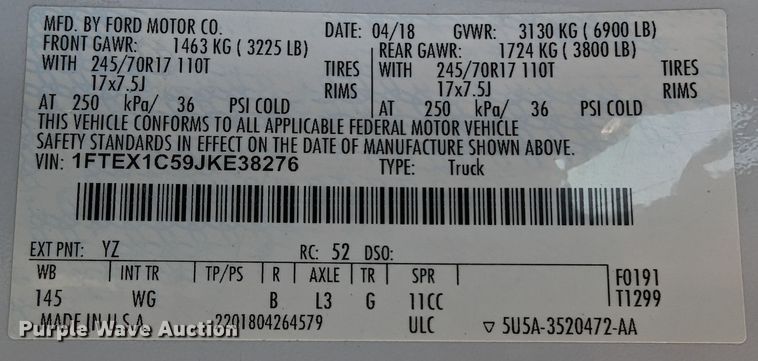 MFD. BY FORD MOTOR CO. DATE: 04/18 GVWR: 3130 KG ( 6900 LB)
FRONT GAWR: 1463 KG ( 3225 LB) REAR GAWR: 1724 KG ( 3800 LB)
WITH 245/70R17 110T TIRES WITH 245/70R17 110T TIRES
17x7.5J RIMS 17x7.5J RIMS
AT 250 kPa/ 36 PSI COLD AT 250 kPa/ 36 PSI COLD
THIS VEHICLE CONFORMS TO ALL APPLICABLE FEDERAL MOTOR VEHICLE
SAFETY STANDARDS IN EFFECT ON THE DATE OF MANUFACTURE SHOWN ABOVE.
VIN: 1FTEX1C59JKE38276 TYPE: Truck
EXT PNT: YZ RC: 52 DSO:
WB INT TR TP/PS R AXLE TR SPR F0191
145 WG B L3 G 11CC T1299
MADE IN U.S.A. 2201804264579 ULC ▽ 5U5A-3520472-AA
Purple Wave Auction